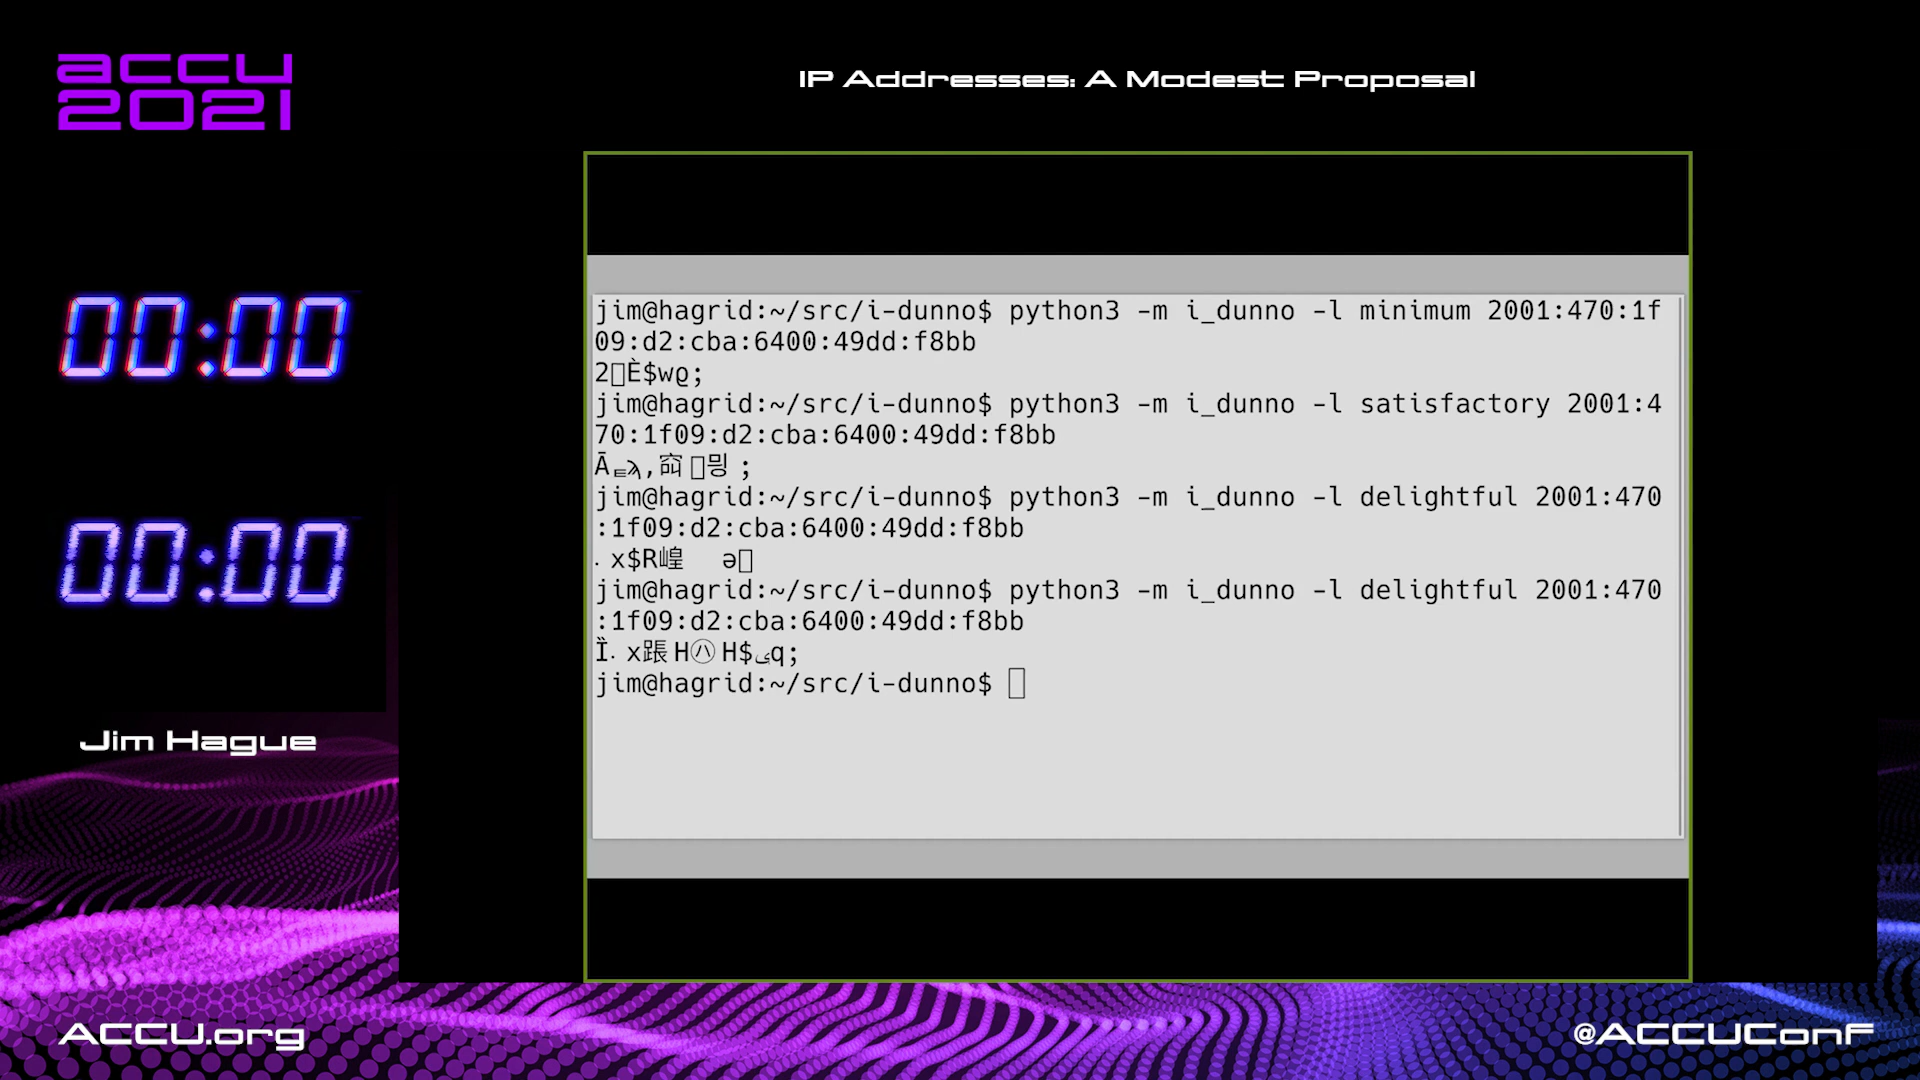 accu
2021
IP Addresses: A Modest Proposal
00:00
00:00
Jim Hague
jim@hagrid:~/src/i-dunno$ python3 -m i_dunno -l minimum 2001:470:1f
09:d2:cba:6400:49dd:f8bb
2▯È$wϱ;
jim@hagrid:~/src/i-dunno$ python3 -m i_dunno -l satisfactory 2001:4
70:1f09:d2:cba:6400:49dd:f8bb
jim@hagrid:~/src/i-dunno$ python3 -m i_dunno -l delightful 2001:470
:1f09:d2:cba:6400:49dd:f8bb
. x$R艎 ə▯
jim@hagrid:~/src/i-dunno$ python3 -m i_dunno -l delightful 2001:470
:1f09:d2:cba:6400:49dd:f8bb
jim@hagrid:~/src/i-dunno$
ACCU.org
@ACCUConF